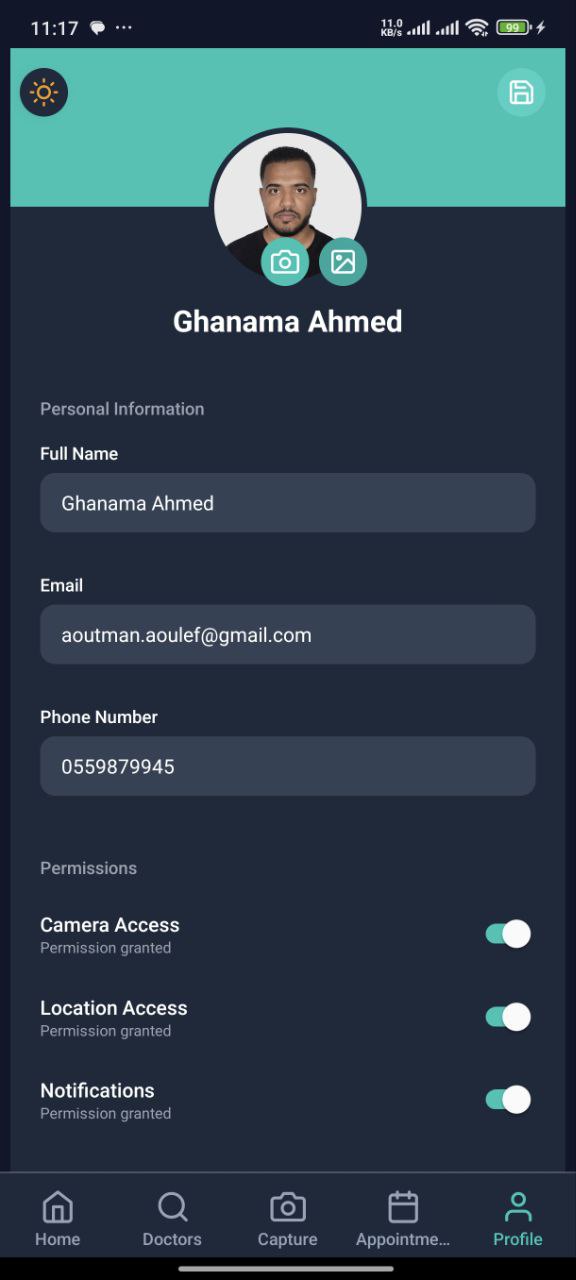 11:17
11.0
KB/s
99
Ghanama Ahmed
Personal Information
Full Name
Ghanama Ahmed
Email
aoutman.aoulef@gmail.com
Phone Number
0559879945
Permissions
Camera Access
Permission granted
Location Access
Permission granted
Notifications
Permission granted
Home
Doctors
Capture
Appointme...
Profile